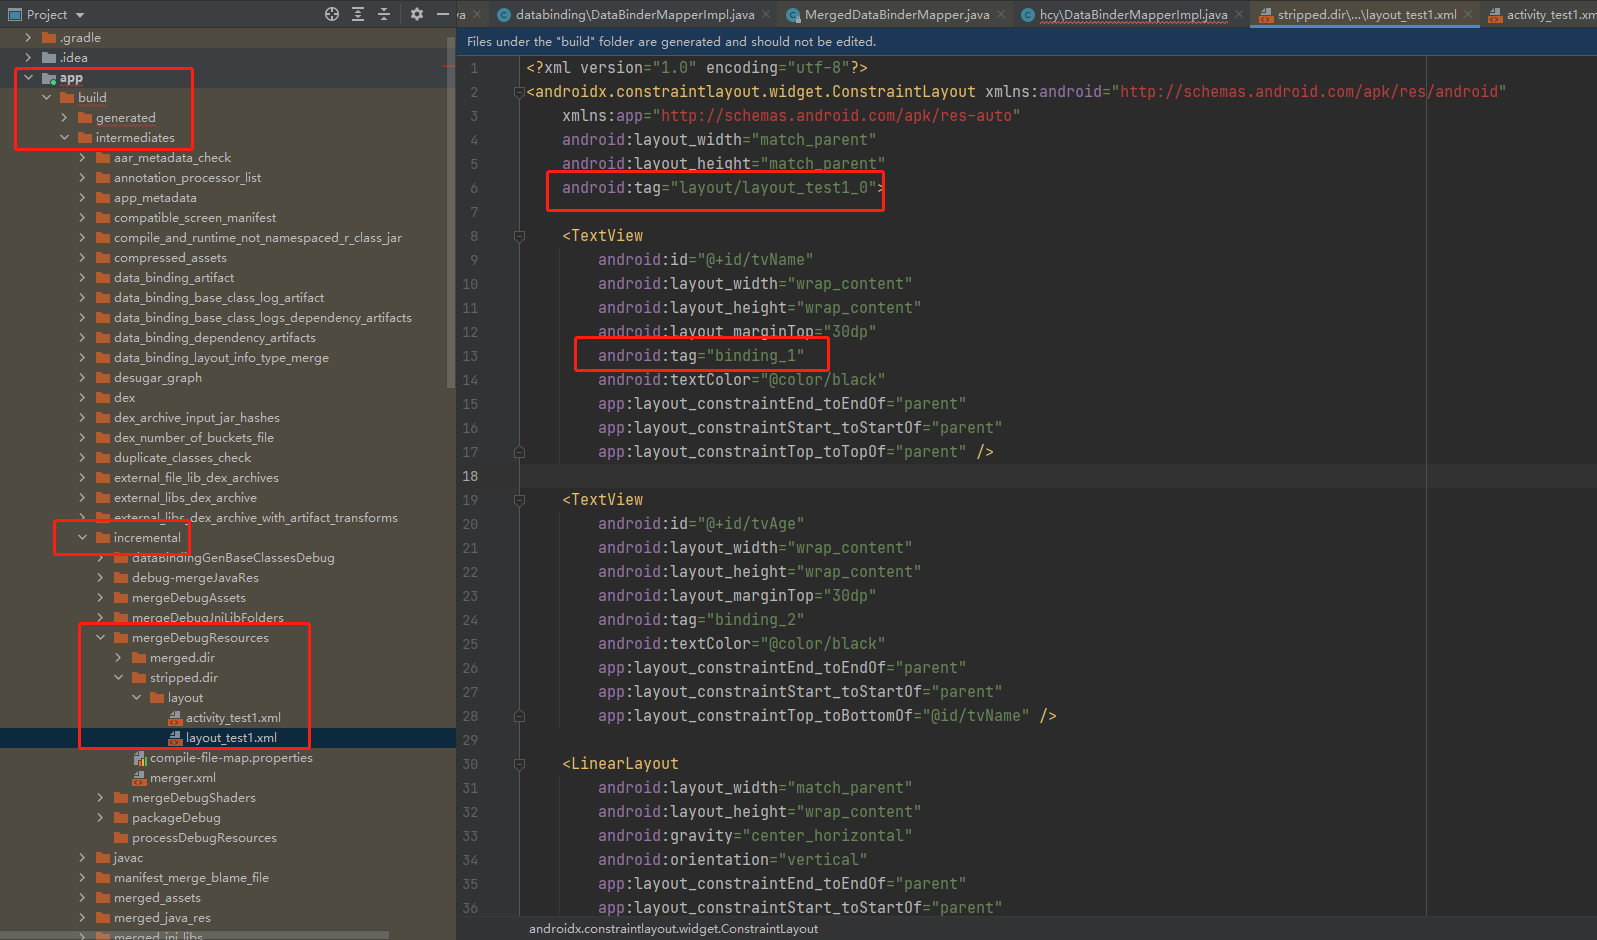 Project
.gradle
.idea
app
build
generated
intermediates
aar_metadata_check
annotation_processor_list
app_metadata
compatible_screen_manifest
compile_and_runtime_not_namespaced_r_class_jar
compressed_assets
data_binding_artifact
data_binding_base_class_log_artifact
data_binding_base_class_logs_dependency_artifacts
data_binding_dependency_artifacts
data_binding_layout_info_type_merge
desugar_graph
dex
dex_archive_input_jar_hashes
dex_number_of_buckets_file
duplicate_classes_check
external_file_lib_dex_archives
external_libs_dex_archive
external_libs_dex_archive_with_artifact_transforms
incremental
dataBindingGenBaseClassesDebug
debug-mergeJavaRes
mergeDebugAssets
mergeDebugJniLibFolders
mergeDebugResources
merged.dir
stripped.dir
layout
activity_test1.xml
layout_test1.xml
compile-file-map.properties
merger.xml
mergeDebugShaders
packageDebug
processDebugResources
javac
manifest_merge_blame_file
merged_assets
merged_java_res
merged_jni_libs
va
databinding\DataBinderMapperImpl.java
MergedDataBinderMapper.java
hcy\DataBinderMapperImpl.java
stripped.dir\...\layout_test1.xml
activity_test1.xm
Files under the "build" folder are generated and should not be edited.
1 <?xml version="1.0" encoding="utf-8"?>
2 <androidx.constraintlayout.widget.ConstraintLayout xmlns:android="http://schemas.android.com/apk/res/android"
3 xmlns:app="http://schemas.android.com/apk/res-auto"
4 android:layout_width="match_parent"
5 android:layout_height="match_parent"
6 android:tag="layout/layout_test1_0">
7
8 <TextView
9 android:id="@+id/tvName"
10 android:layout_width="wrap_content"
11 android:layout_height="wrap_content"
12 android:layout_marginTop="30dp"
13 android:tag="binding_1"
14 android:textColor="@color/black"
15 app:layout_constraintEnd_toEndOf="parent"
16 app:layout_constraintStart_toStartOf="parent"
17 app:layout_constraintTop_toTopOf="parent" />
18
19 <TextView
20 android:id="@+id/tvAge"
21 android:layout_width="wrap_content"
22 android:layout_height="wrap_content"
23 android:layout_marginTop="30dp"
24 android:tag="binding_2"
25 android:textColor="@color/black"
26 app:layout_constraintEnd_toEndOf="parent"
27 app:layout_constraintStart_toStartOf="parent"
28 app:layout_constraintTop_toBottomOf="@id/tvName" />
29
30 <LinearLayout
31 android:layout_width="match_parent"
32 android:layout_height="wrap_content"
33 android:gravity="center_horizontal"
34 android:orientation="vertical"
35 app:layout_constraintEnd_toEndOf="parent"
36 app:layout_constraintStart_toStartOf="parent"
androidx.constraintlayout.widget.ConstraintLayout